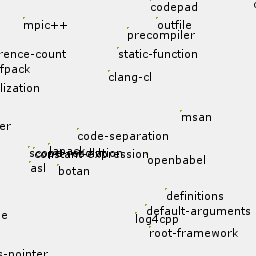 codepad
mpic++
outfile
precompiler
rence-count
static-function
fpack
clang-cl
lization
msan
er
code-separation
lapack
constant-expression
openbabel
asl
botan
definitions
e
default-arguments
log4cpp
root-framework
s-pointer